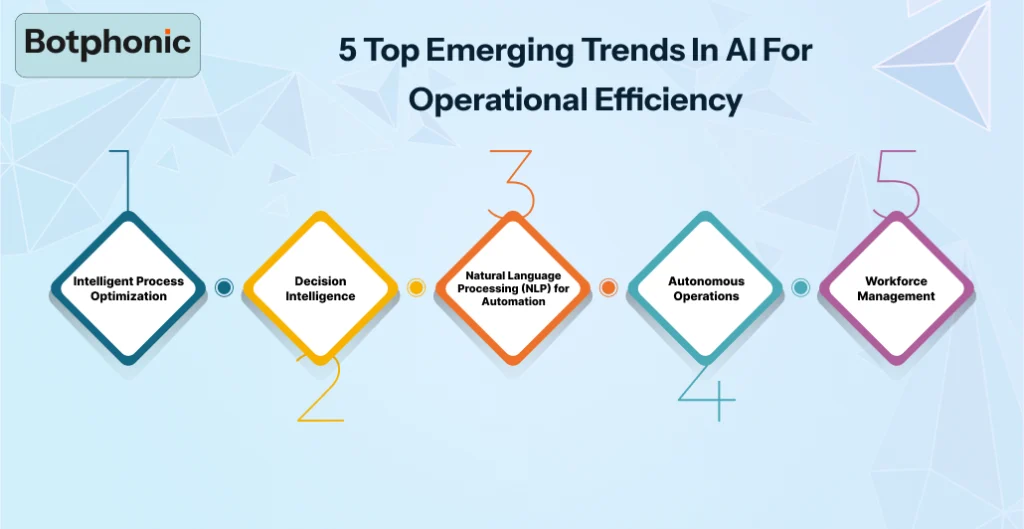 Botphonic
5 Top Emerging Trends In AI For
Operational Efficiency
1
Intelligent Process
Optimization
2
Decision
Intelligence
3
Natural Language
Processing (NLP) for
Automation
4
Autonomous
Operations
5
Workforce
Management